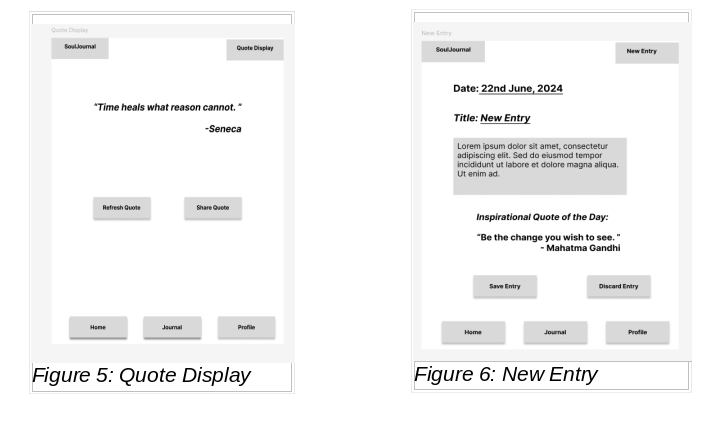 Quote Display
SoulJournal
Quote Display
"Time heals what reason cannot. "
-Seneca
Refresh Quote
Share Quote
Home
Journal
Profile
Figure 5: Quote Display
New Entry
SoulJournal
New Entry
Date: 22nd June, 2024
Title: New Entry
Lorem ipsum dolor sit amet, consectetur
adipiscing elit. Sed do eiusmod tempor
incididunt ut labore et dolore magna aliqua.
Ut enim ad.
Inspirational Quote of the Day:
"Be the change you wish to see. "
- Mahatma Gandhi
Save Entry
Discard Entry
Home
Journal
Profile
Figure 6: New Entry